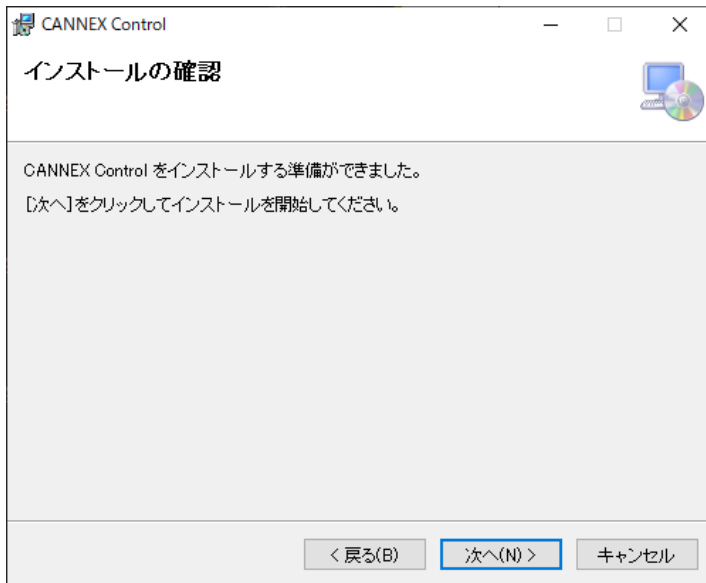 CANNEX Control
インストールの確認
CANNEX Control をインストールする準備ができました。
[次へ]をクリックしてインストールを開始してください。
< 戻る(B)
次へ(N) >
キャンセル